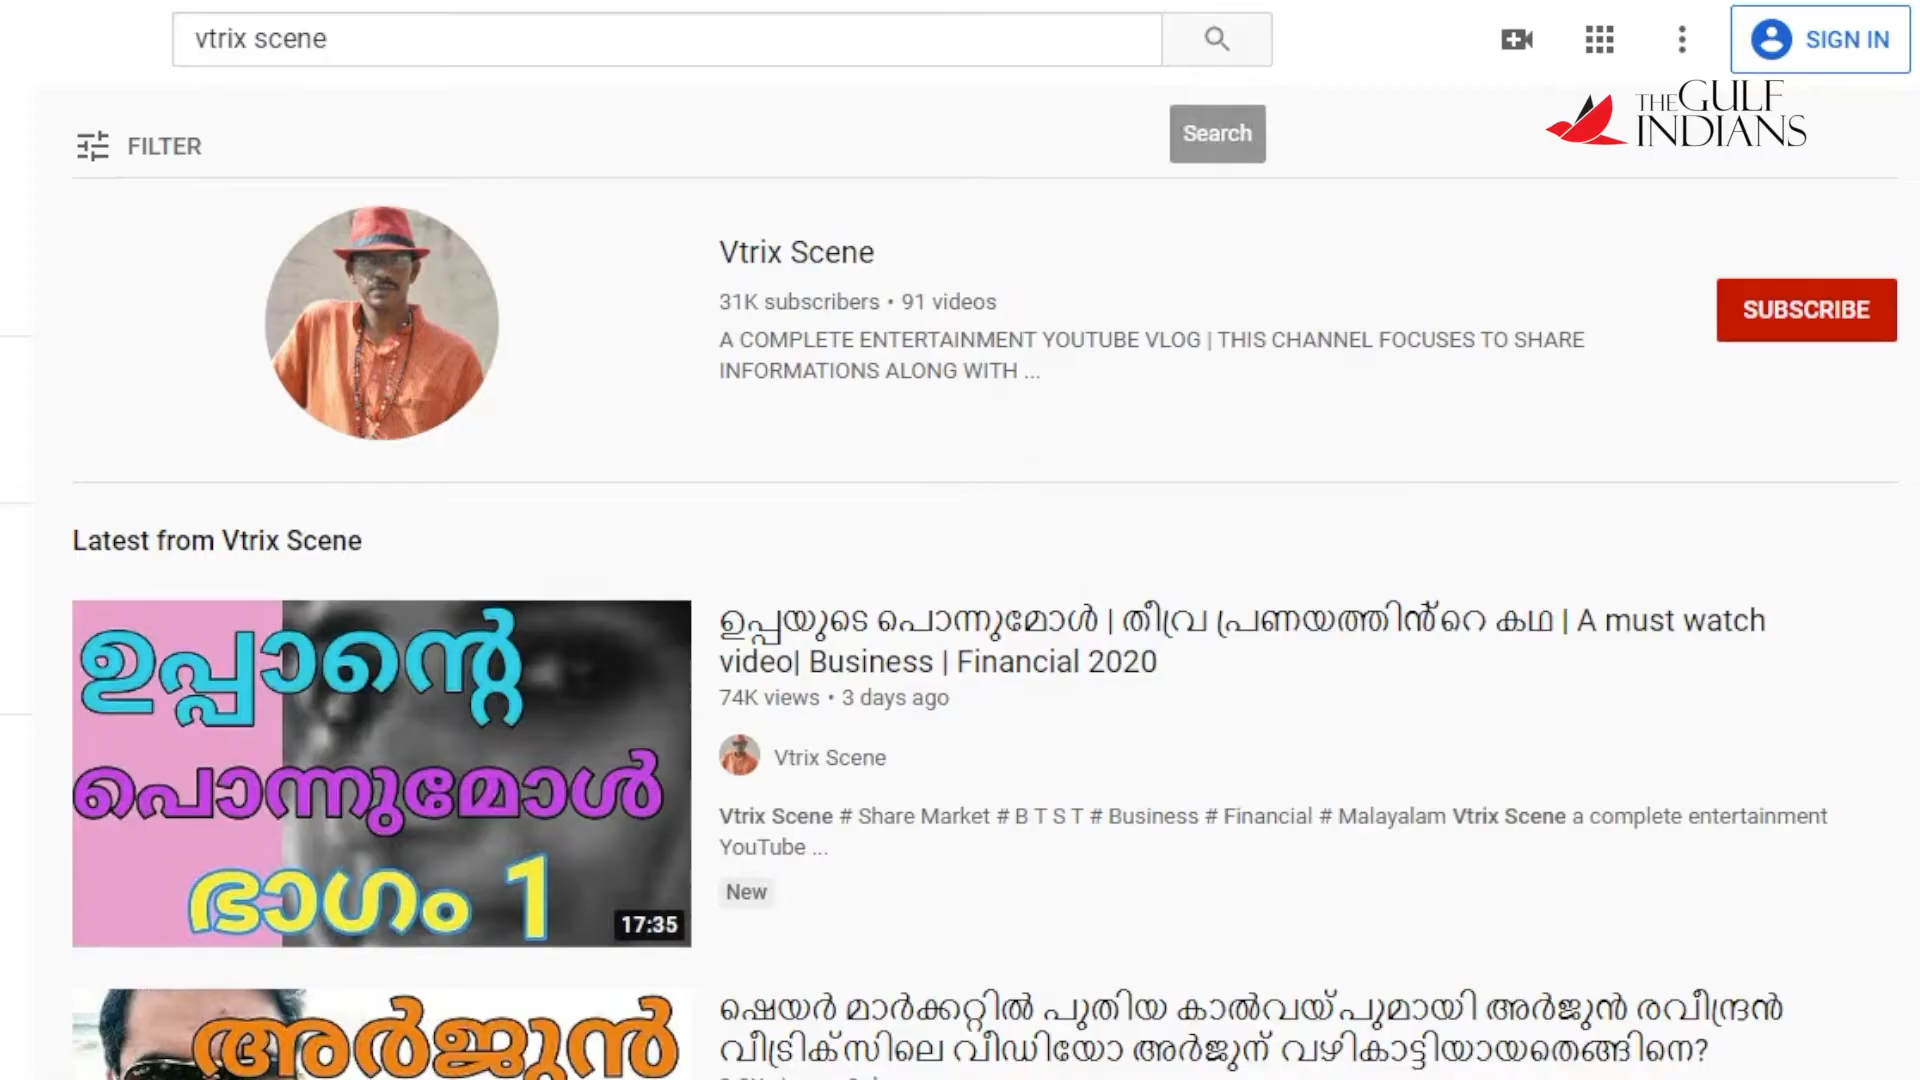 vtrix scene
SIGN IN
THE GULF
INDIANS
FILTER
Search
Vtrix Scene
31K subscribers • 91 videos
A COMPLETE ENTERTAINMENT YOUTUBE VLOG | THIS CHANNEL FOCUSES TO SHARE
INFORMATIONS ALONG WITH ...
SUBSCRIBE
Latest from Vtrix Scene
ഉപ്പാന്റെ
പൊന്നുമോൾ
ഭാഗം 1
17:35
ഉപ്പയുടെ പൊന്നുമോൾ | തീവ്ര പ്രണയത്തിൻ്റെ കഥ | A must watch
video| Business | Financial 2020
74K views • 3 days ago
Vtrix Scene
Vtrix Scene # Share Market # B T S T # Business # Financial # Malayalam Vtrix Scene a complete entertainment
YouTube ...
New
അർജുൻ
ഷെയർ മാർക്കറ്റിൽ പുതിയ കാൽവയ്പുമായി അർജുൻ രവീന്ദ്രൻ
വീട്രിക്സിലെ വീഡിയോ അർജുന് വഴികാട്ടിയായതെങ്ങിനെ?